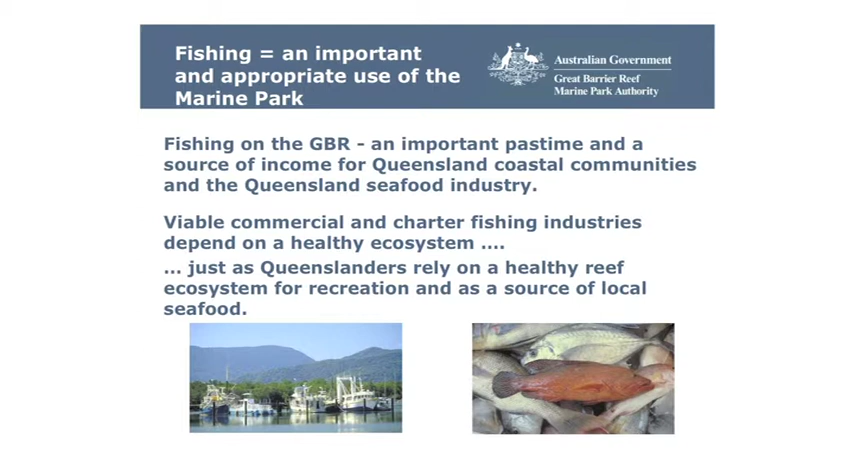 Fishing = an important
and appropriate use of the
Marine Park
Australian Government
Great Barrier Reef
Marine Park Authority
Fishing on the GBR - an important pastime and a
source of income for Queensland coastal communities
and the Queensland seafood industry.
Viable commercial and charter fishing industries
depend on a healthy ecosystem ....
... just as Queenslanders rely on a healthy reef
ecosystem for recreation and as a source of local
seafood.